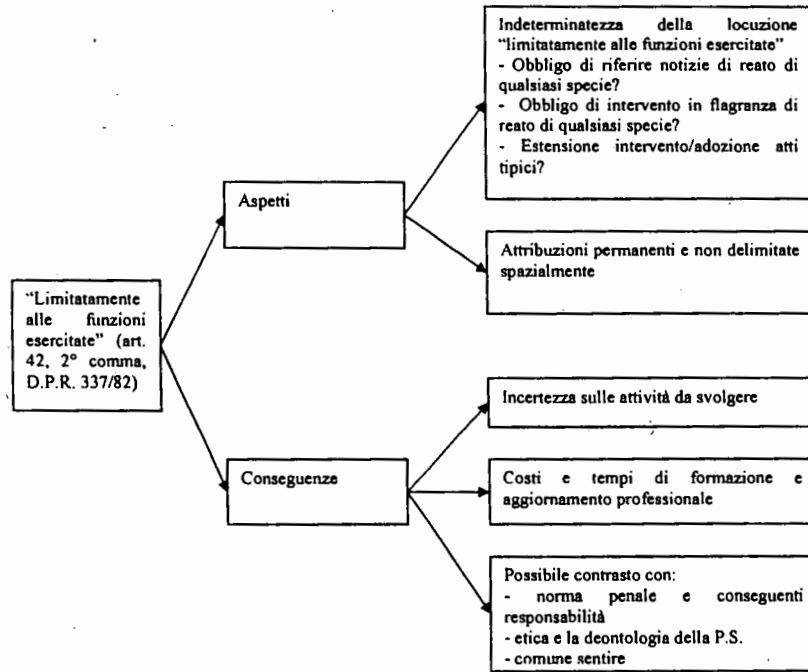 Indeterminatezza della locuzione
"limitatamente alle funzioni esercitate"
- Obbligo di riferire notizie di reato di
qualsiasi specie?
- Obbligo di intervento in flagranza di
reato di qualsiasi specie?
- Estensione intervento/adozione atti
tipici?
Aspetti
Attribuzioni permanenti e non delimitate
spazialmente
"Limitatamente
alle funzioni
esercitate" (art.
42, 2° comma,
D.P.R. 337/82)
Incertezza sulle attività da svolgere
Conseguenze
Costi e tempi di formazione e
aggiornamento professionale
Possibile contrasto con:
- norma penale e conseguenti
responsabilità
- etica e la deontologia della P.S.
- comune sentire